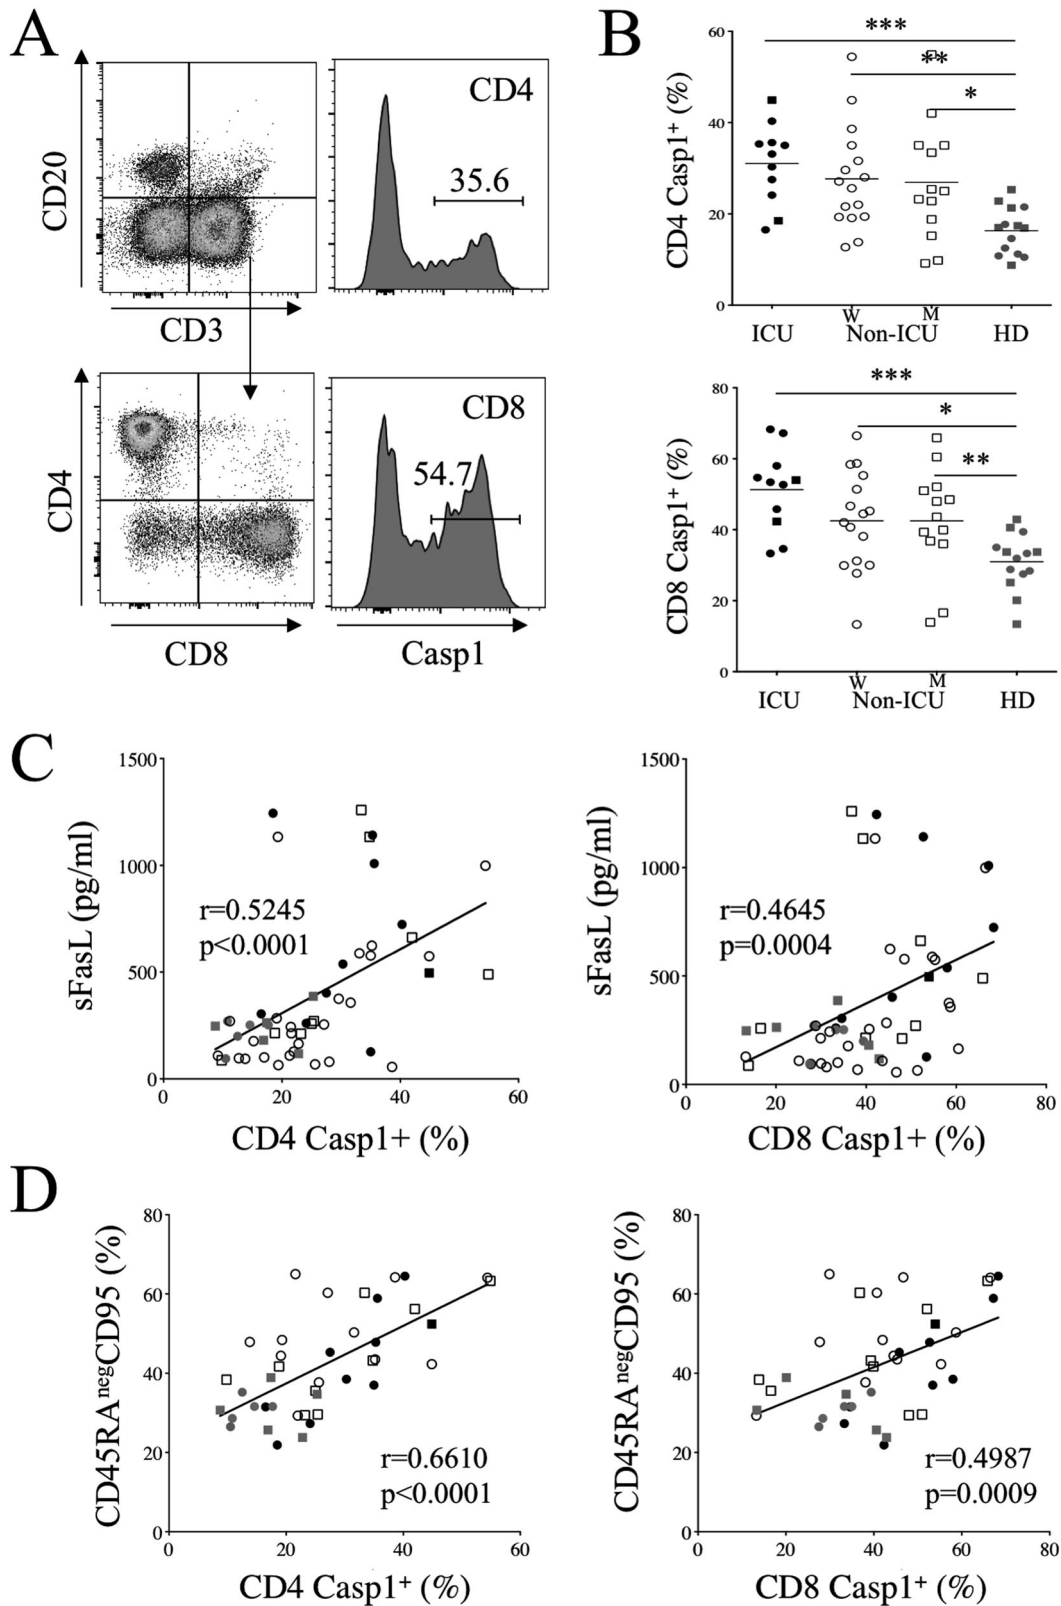 A
CD20
CD3
CD4
35.6
CD4
CD8
CD8
54.7
Casp1
B
CD4 Casp1⁺ (%)
60
40
20
0
***
**
*
W
M
ICU
Non-ICU
HD
CD8 Casp1⁺ (%)
80
60
40
20
0
***
*
**
W
M
ICU
Non-ICU
HD
C
sFasL (pg/ml)
1500
1000
500
0
r=0.5245
p<0.0001
0
20
40
60
CD4 Casp1+ (%)
sFasL (pg/ml)
1500
1000
500
0
r=0.4645
p=0.0004
0
20
40
60
80
CD8 Casp1+ (%)
D
CD45RA negCD95 (%)
80
60
40
20
0
r=0.6610
p<0.0001
0
20
40
60
CD4 Casp1⁺ (%)
CD45RA negCD95 (%)
80
60
40
20
0
r=0.4987
p=0.0009
0
20
40
60
80
CD8 Casp1⁺ (%)